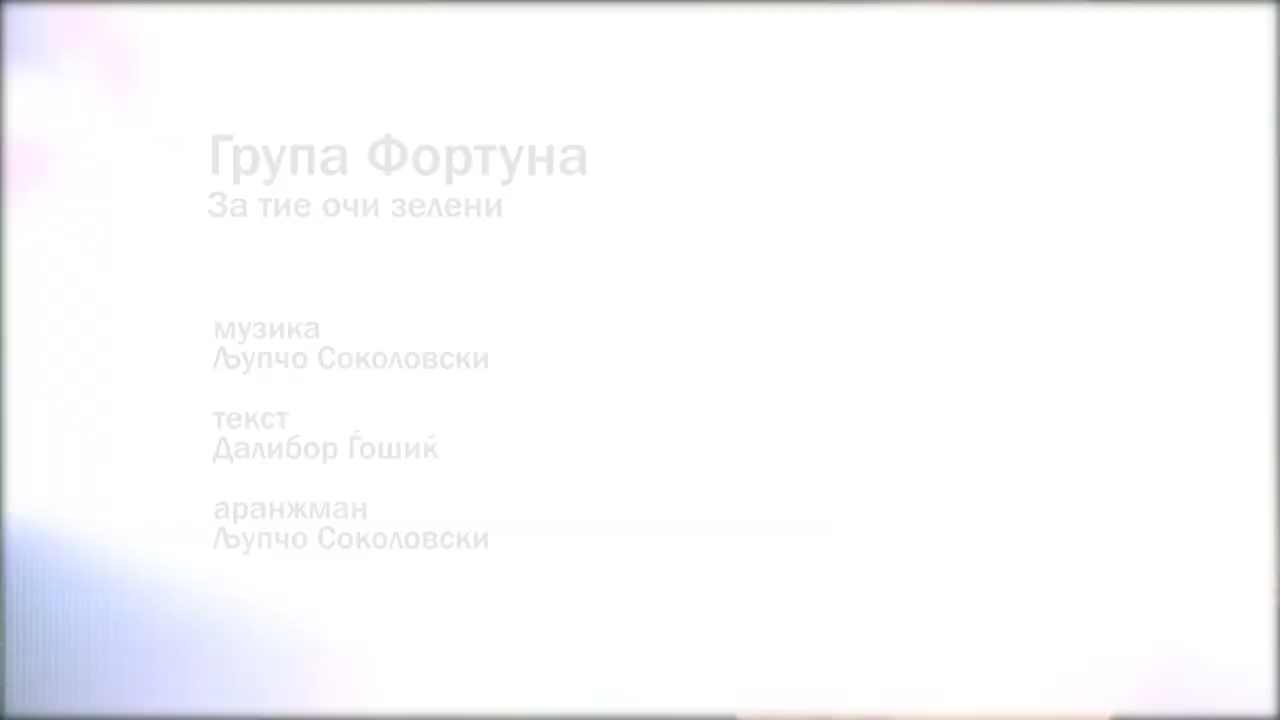 Група Фортуна
За тие очи зелени
музика
Љупчо Соколовски
текст
Далибор Ѓошиќ
аранжман
Љупчо Соколовски